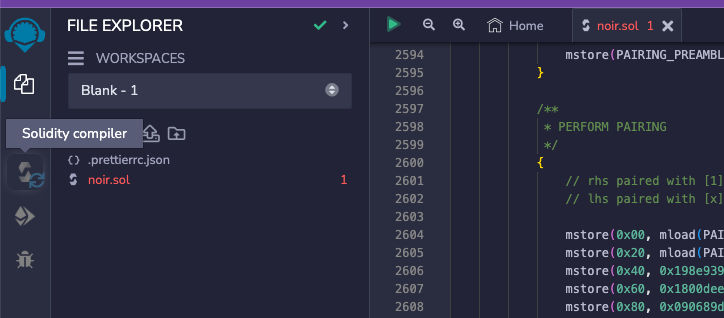 FILE EXPLORER
WORKSPACES
Blank - 1
Solidity compiler
{} .prettierrc.json
noir.sol 1
Home
noir.sol 1
2594 mstore(PAIRING_PREAMBL
2595 }
2596
2597 /**
2598 * PERFORM PAIRING
2599 */
2600 {
2601 // rhs paired with [1]
2602 // lhs paired with [x]
2603
2604 mstore(0x00, mload(PAI
2605 mstore(0x20, mload(PAI
2606 mstore(0x40, 0x198e939
2607 mstore(0x60, 0x1800dee
2608 mstore(0x80, 0x090689d